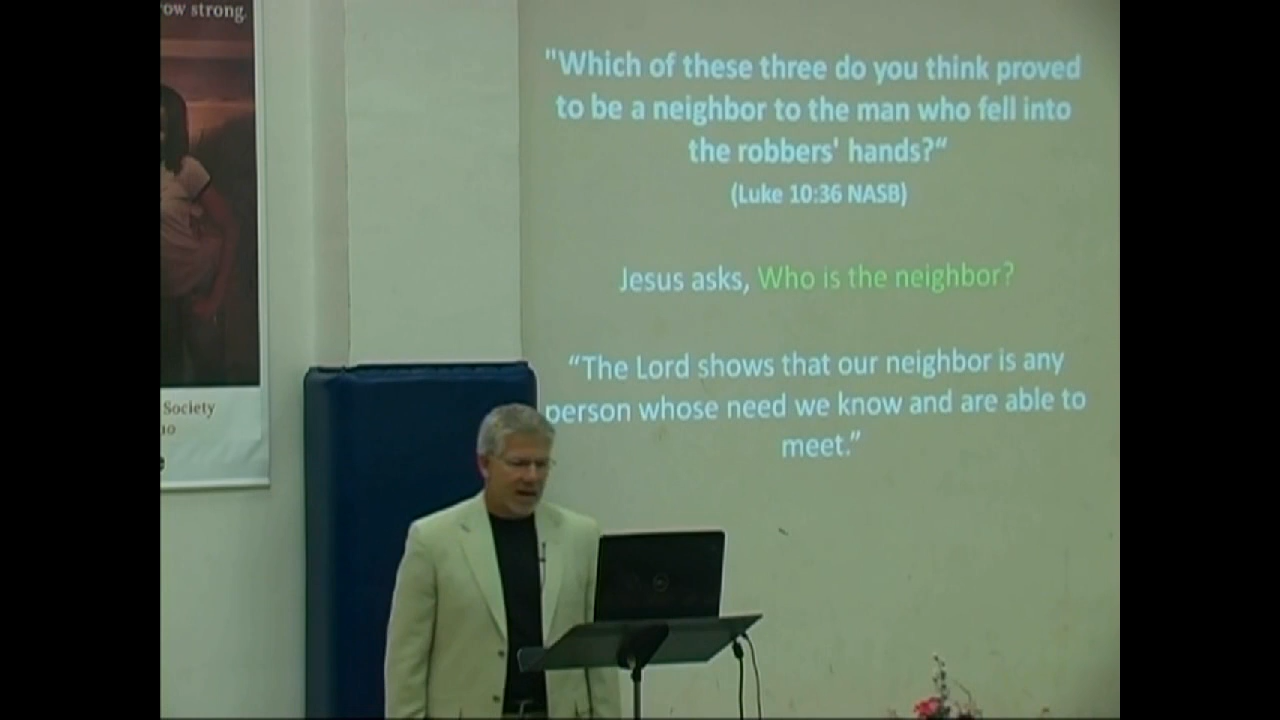 ow strong.
Society
10
"Which of these three do you think proved
to be a neighbor to the man who fell into
the robbers' hands?“
(Luke 10:36 NASB)
Jesus asks, Who is the neighbor?
“The Lord shows that our neighbor is any
person whose need we know and are able to
meet.”